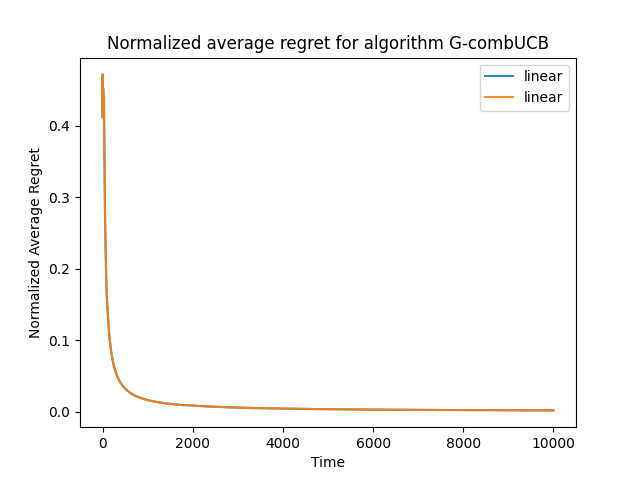 Normalized average regret for algorithm G-combUCB
linear
linear
Normalized Average Regret
0.4
0.3
0.2
0.1
0.0
0 2000 4000 6000 8000 10000
Time